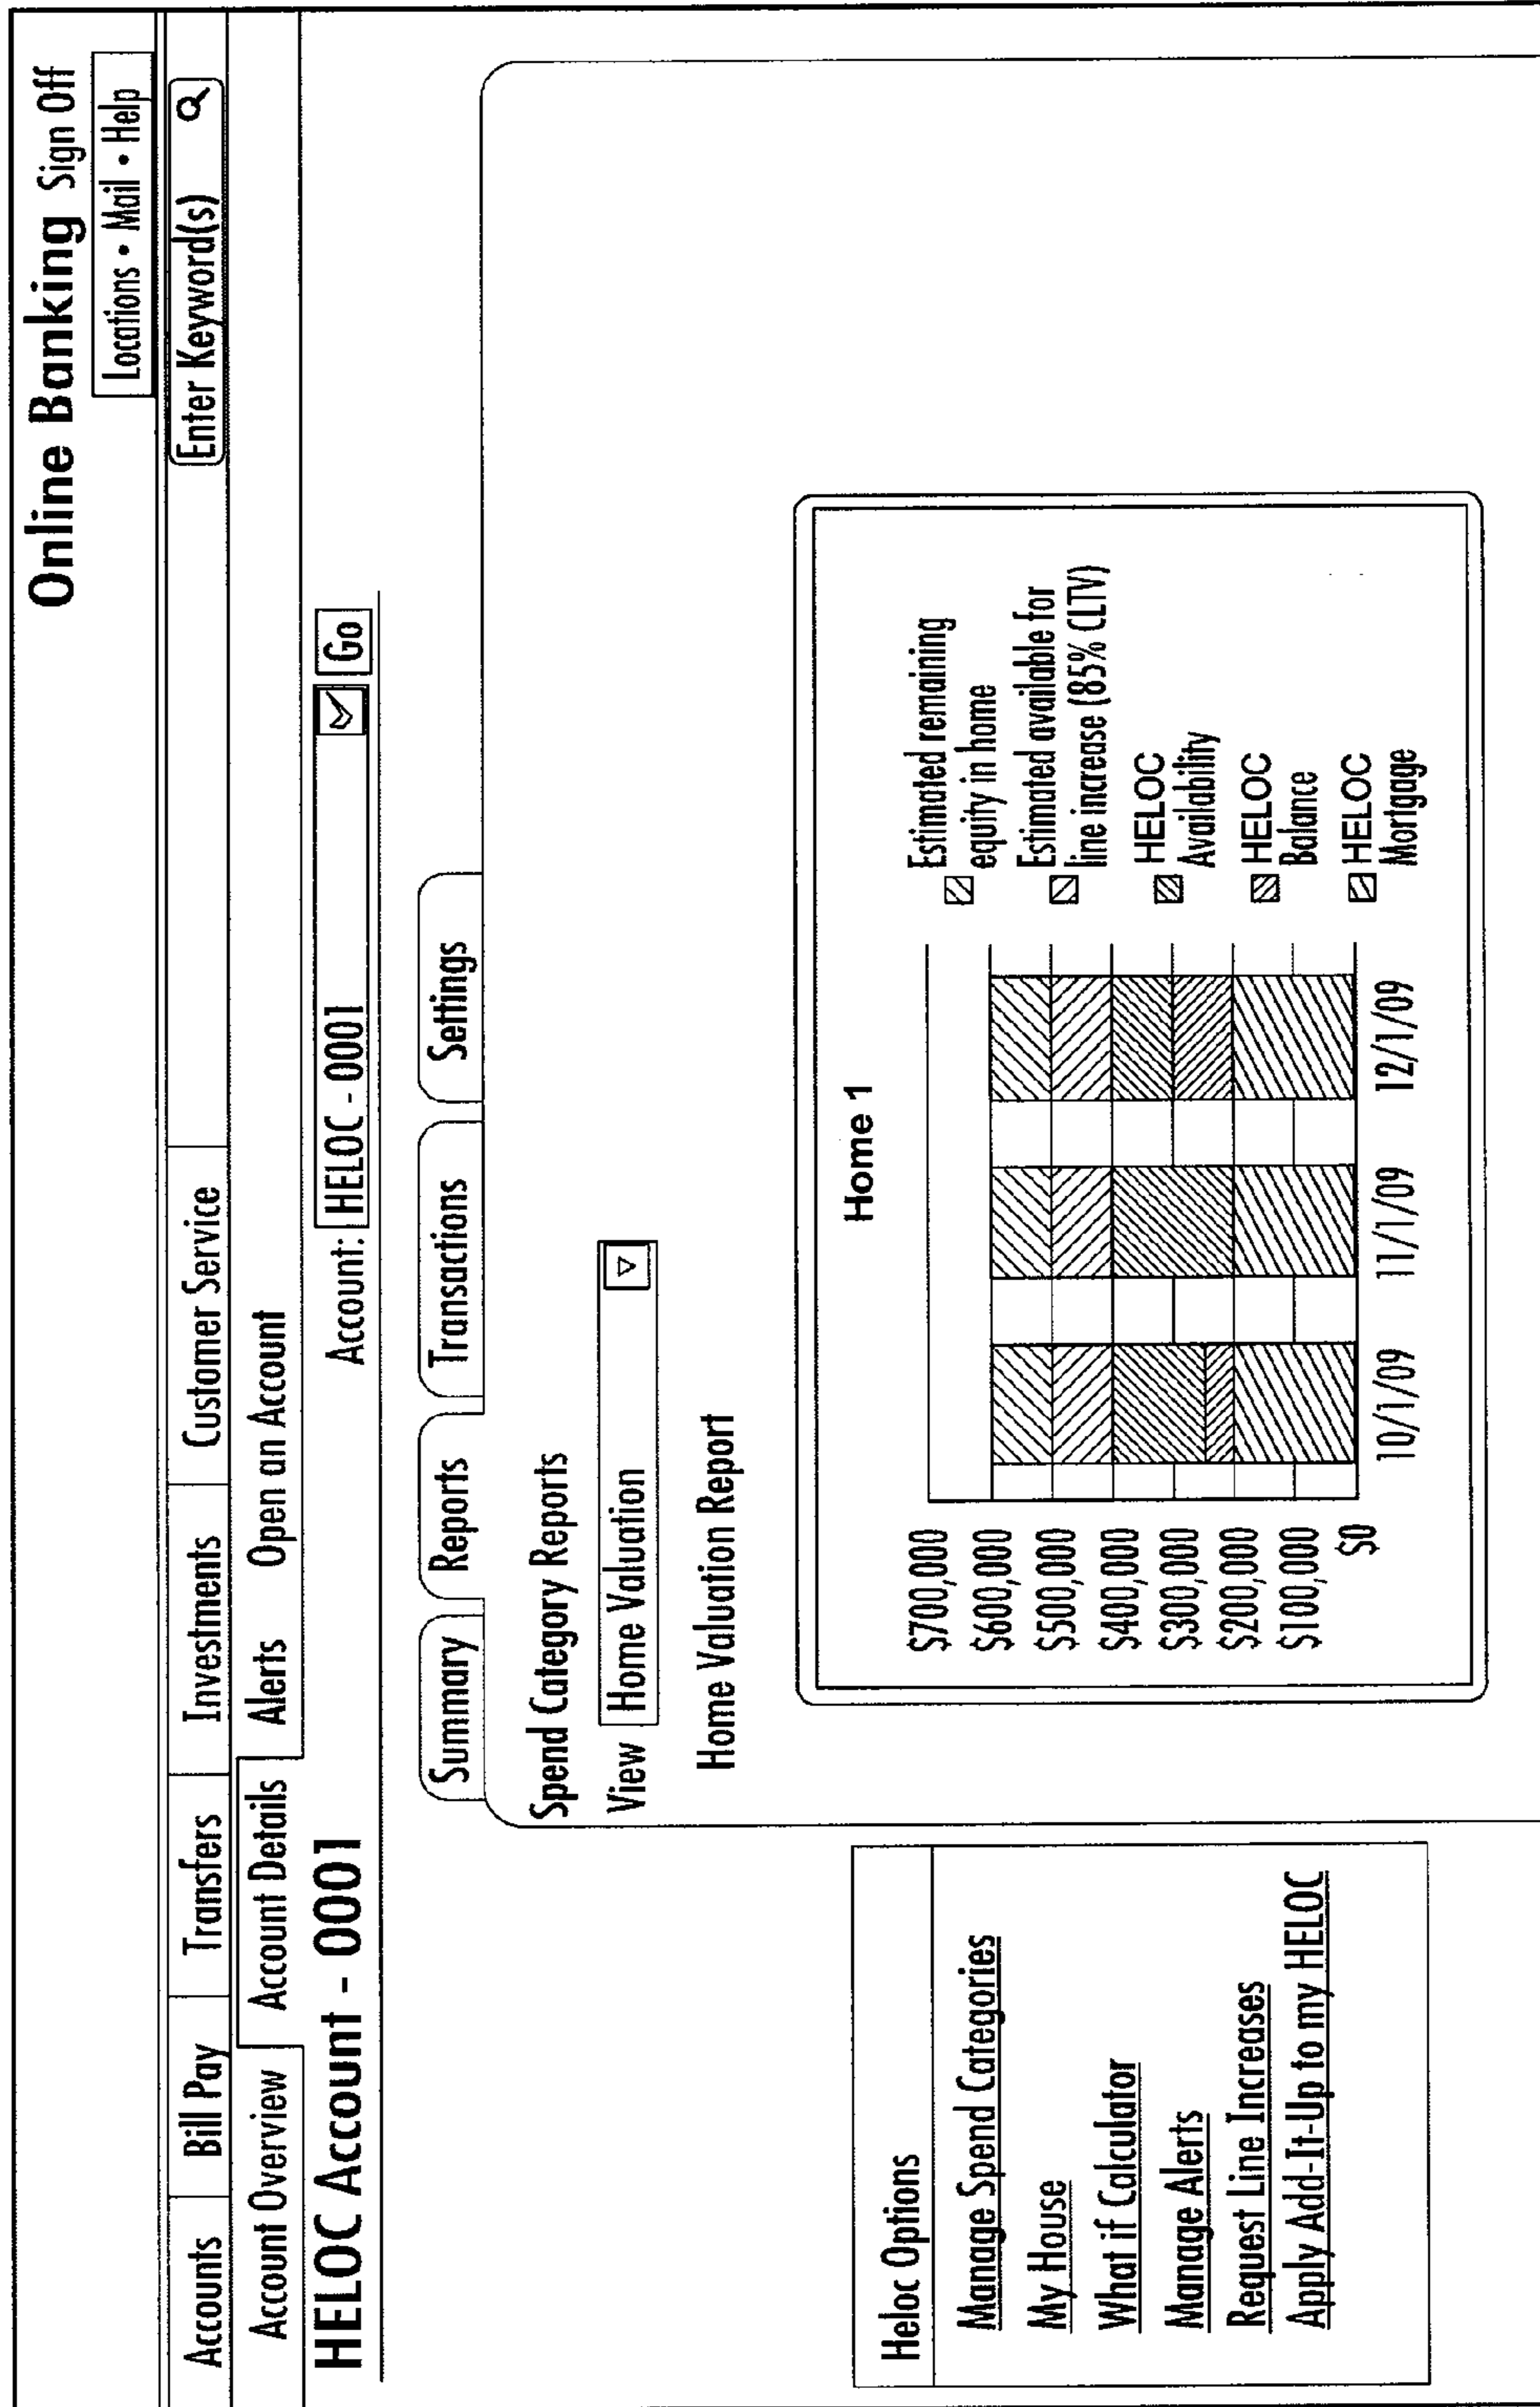 Online Banking Sign Off
Locations • Mail • Help
Accounts Bill Pay Transfers Investments Customer Service Enter Keyword(s)
Account Overview Account Details Alerts Open an Account
HELOC Account - 0001 Account: HELOC - 0001 Go
Summary Reports Transactions Settings
Spend Category Reports
View Home Valuation
Home Valuation Report
Heloc Options
Manage Spend Categories
My House
What if Calculator
Manage Alerts
Request Line Increases
Apply Add-It-Up to my HELOC
Home 1
$700,000
$600,000
$500,000
$400,000
$300,000
$200,000
$100,000
$0
10/1/09 11/1/09 12/1/09
Estimated remaining
equity in home
Estimated available for
line increase (85% CLTV)
HELOC
Availability
HELOC
Balance
HELOC
Mortgage